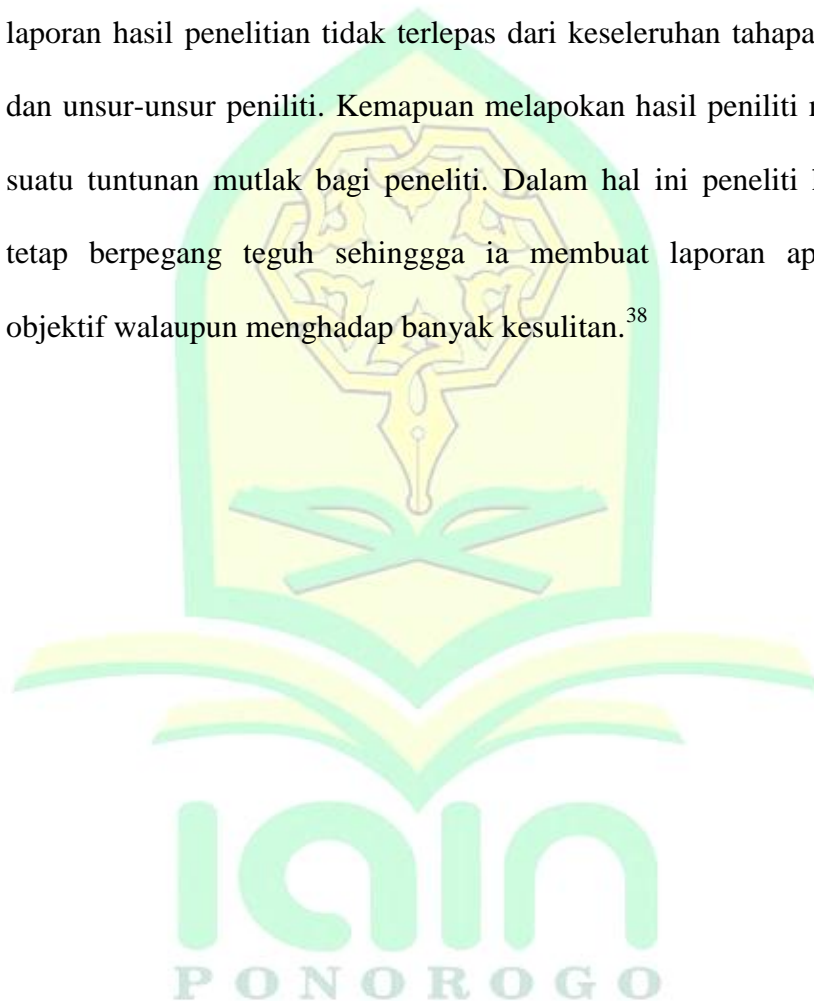 laporan hasil penelitian tidak terlepas dari keseleruhan tahapa
dan unsur-unsur peniliti. Kemapuan melapokan hasil peniliti
suatu tuntunan mutlak bagi peneliti. Dalam hal ini peneliti
tetap berpegang teguh sehinggga ia membuat laporan ap
objektif walaupun menghadap banyak kesulitan.38
iain
PONOROGO